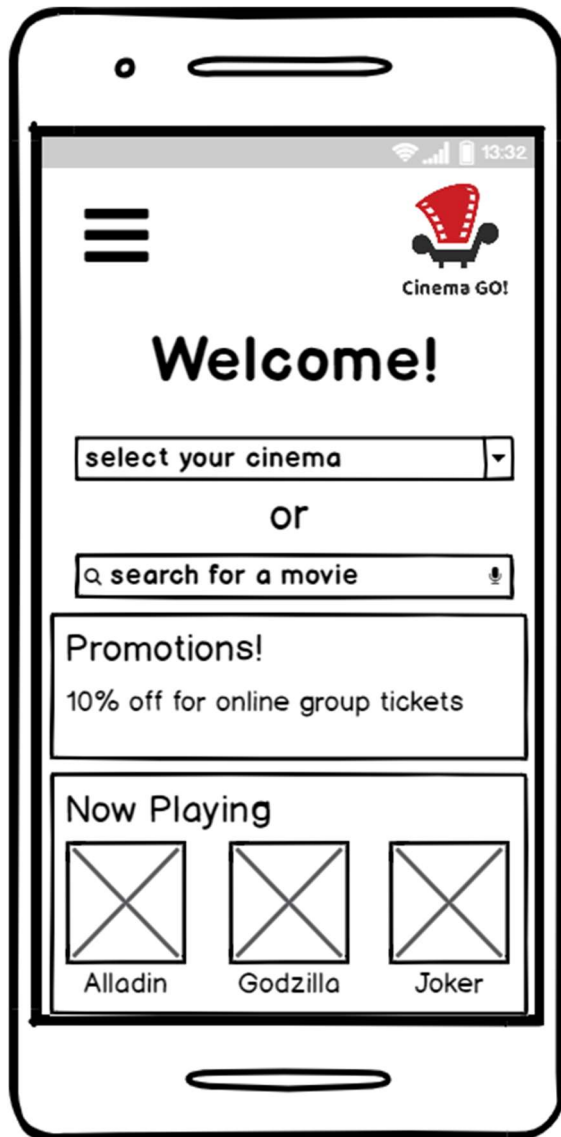 13:32
Cinema GO!
Welcome!
select your cinema
or
search for a movie
Promotions!
10% off for online group tickets
Now Playing
Alladin Godzilla Joker